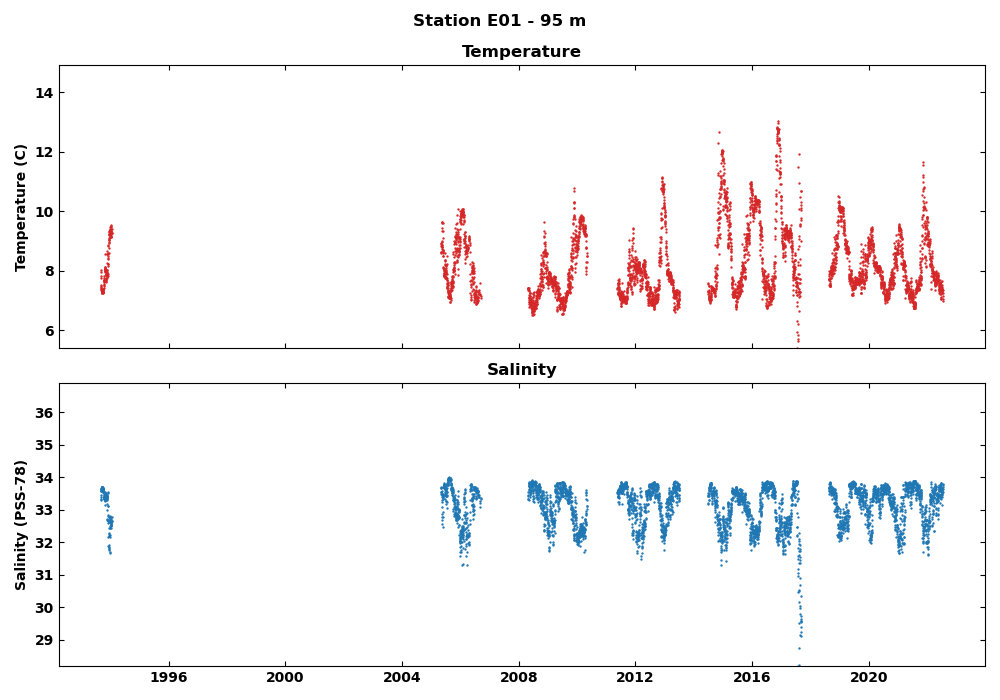 Station E01 - 95 m
Temperature
Temperature (C)
14
12
10
8
6
Salinity
Salinity (PSS-78)
36
35
34
33
32
31
30
29
1996 2000 2004 2008 2012 2016 2020